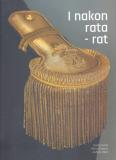 I nakon
rata
- rat